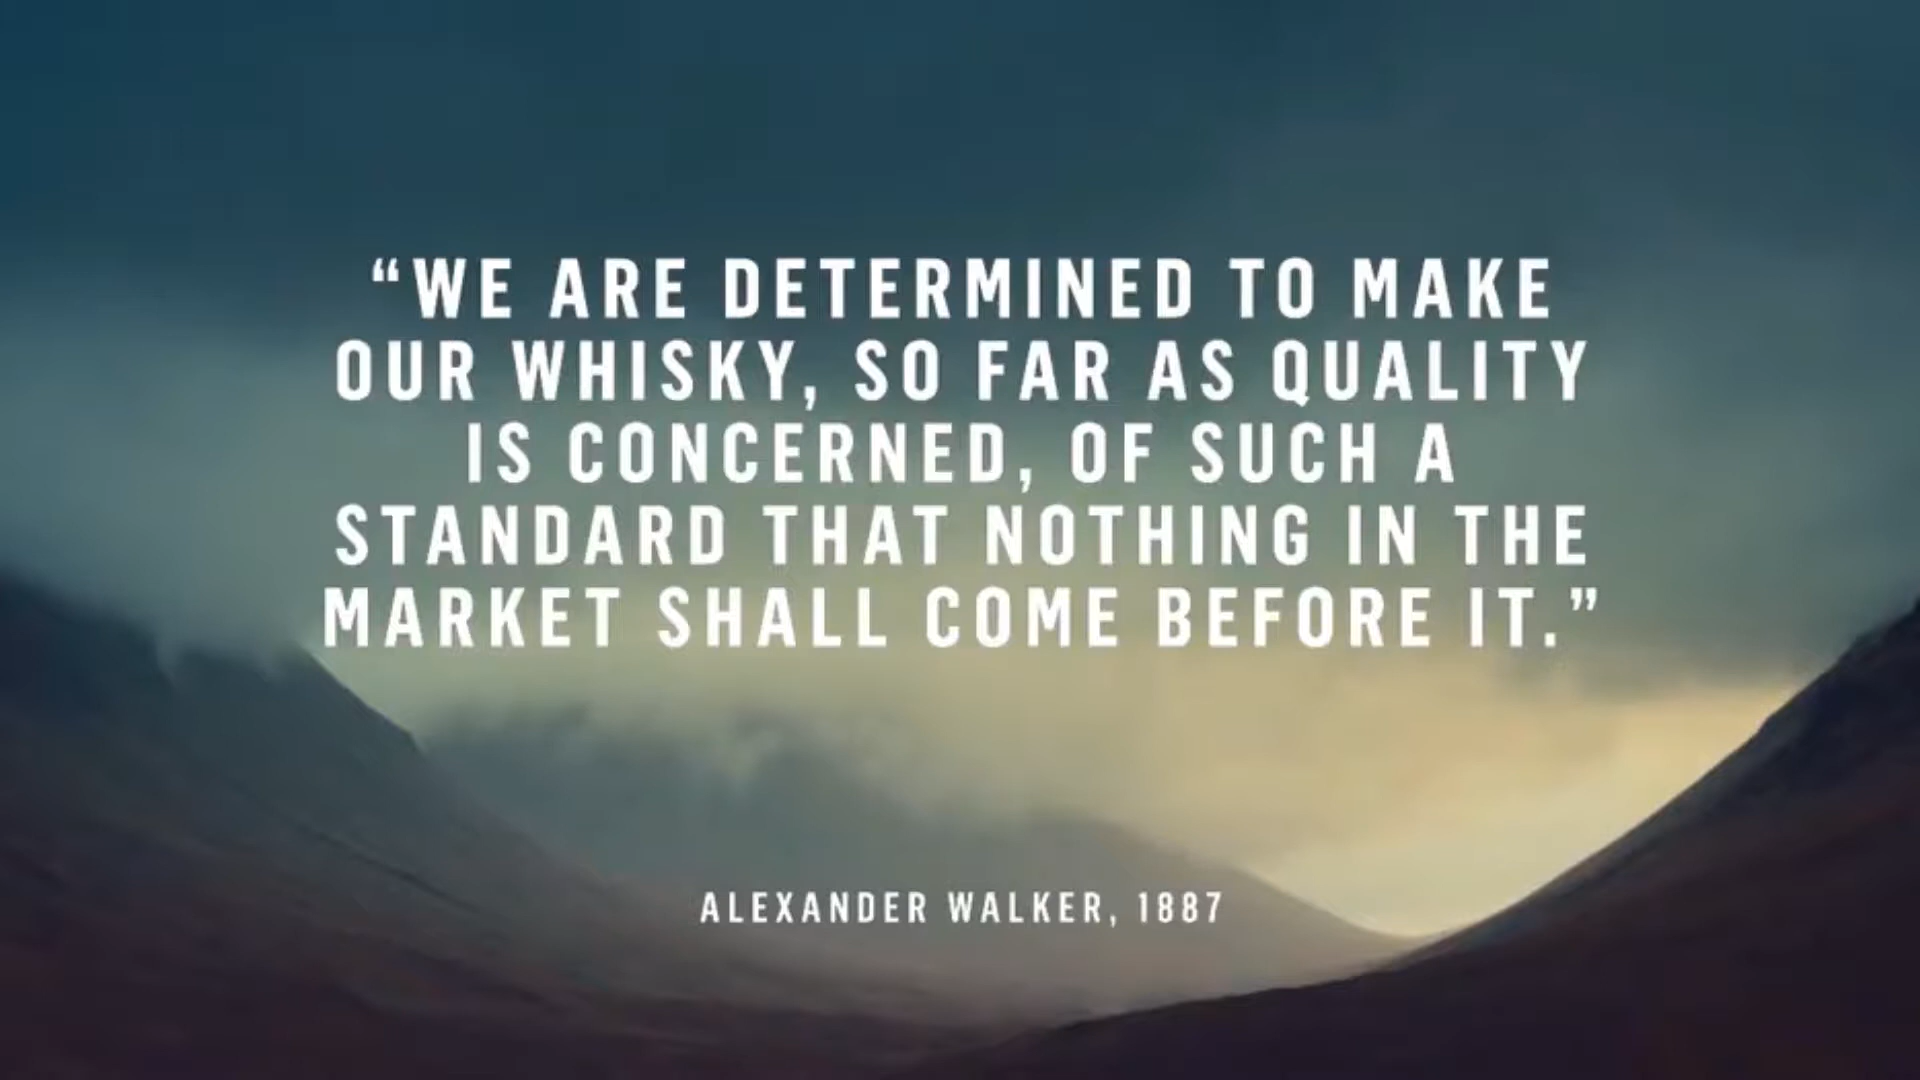 “WE ARE DETERMINED TO MAKE
OUR WHISKY, SO FAR AS QUALITY
IS CONCERNED, OF SUCH A
STANDARD THAT NOTHING IN THE
MARKET SHALL COME BEFORE IT.”
ALEXANDER WALKER, 1887